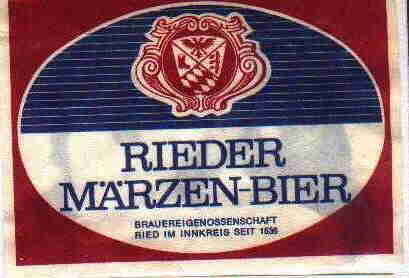 RIEDER
MÄRZEN-BIER
BRAUEREIGENOSSENSCHAFT
RIED IM INNKREIS SEIT 1536